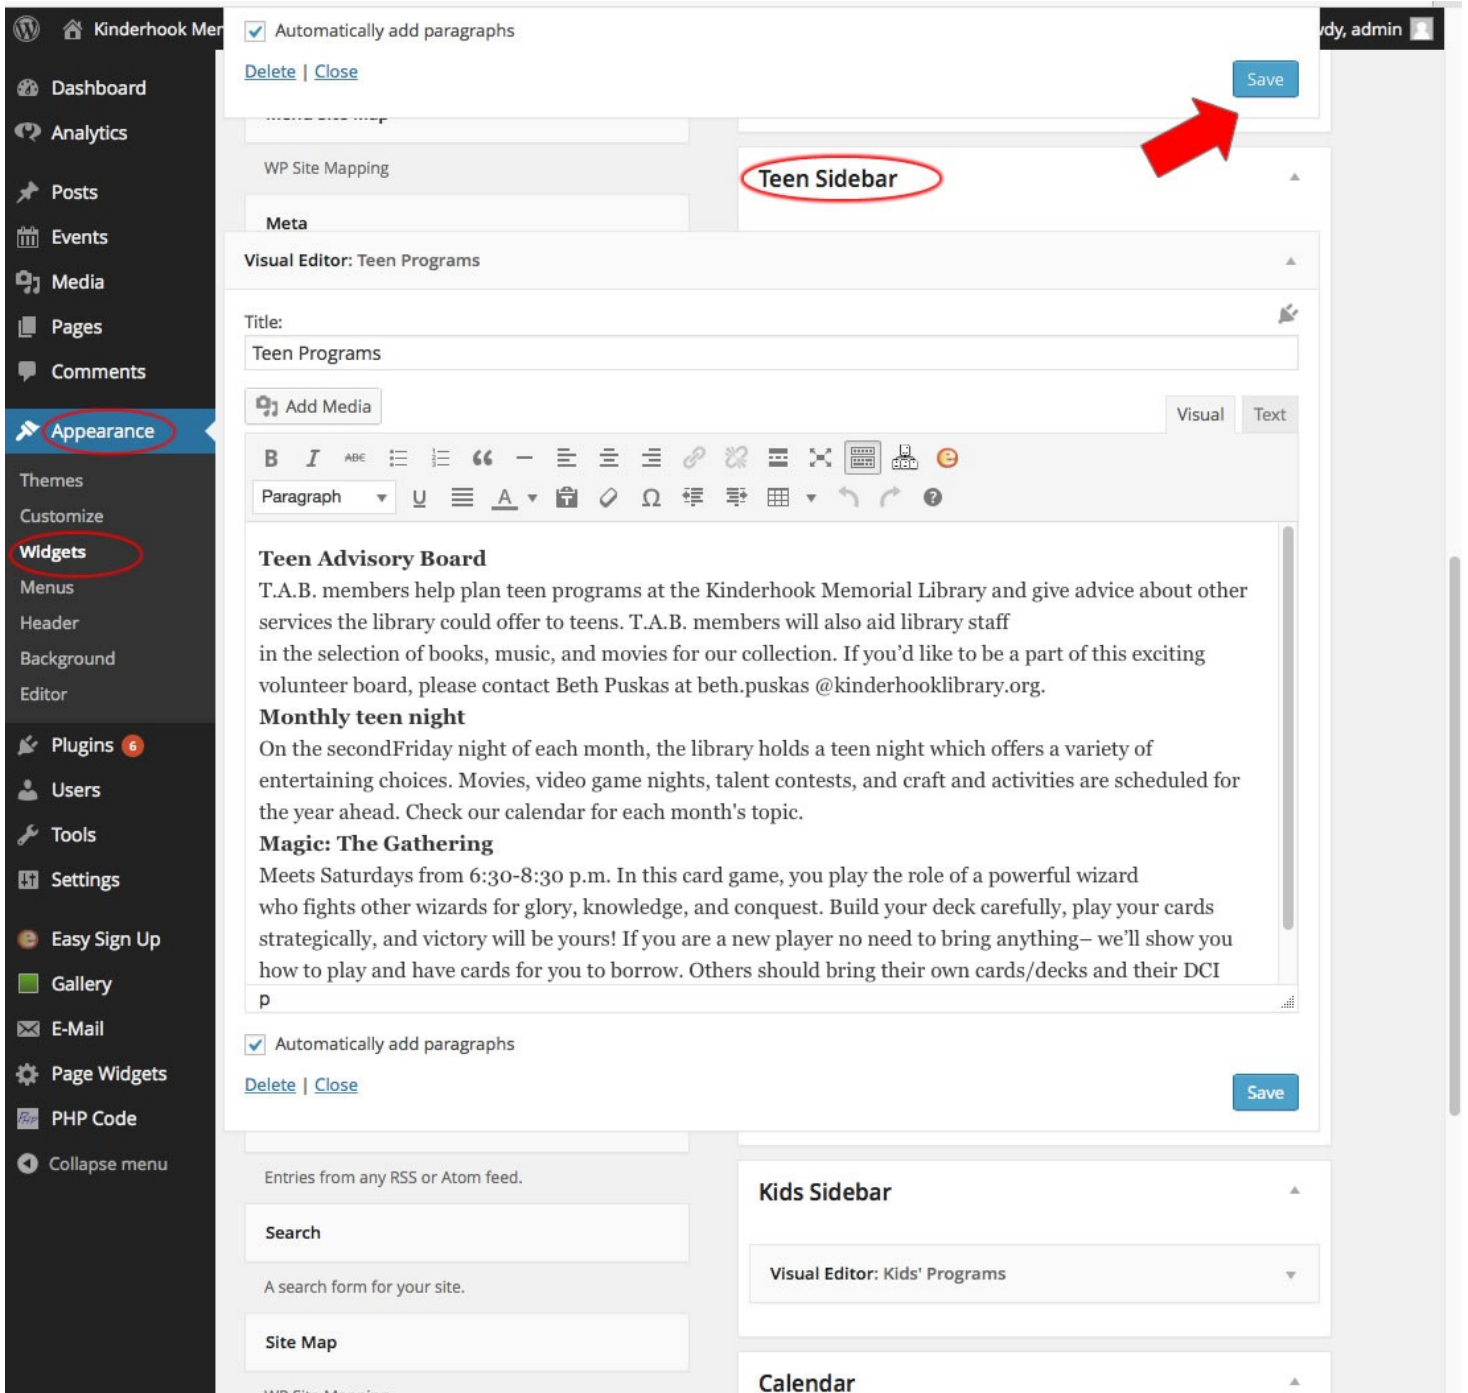 Kinderhook Mer
dy, admin
Dashboard
Analytics
Posts
Events
Media
Pages
Comments
Appearance
Themes
Customize
Widgets
Menus
Header
Background
Editor
Plugins 6
Users
Tools
Settings
Easy Sign Up
Gallery
E-Mail
Page Widgets
PHP Code
Collapse menu
Automatically add paragraphs
Delete | Close
Save
WP Site Mapping
Meta
Teen Sidebar
Visual Editor: Teen Programs
Title:
Teen Programs
Add Media
Visual Text
B I ABC
Paragraph U A Ω
Teen Advisory Board
T.A.B. members help plan teen programs at the Kinderhook Memorial Library and give advice about other
services the library could offer to teens. T.A.B. members will also aid library staff
in the selection of books, music, and movies for our collection. If you’d like to be a part of this exciting
volunteer board, please contact Beth Puskas at beth.puskas @kinderhooklibrary.org.
Monthly teen night
On the secondFriday night of each month, the library holds a teen night which offers a variety of
entertaining choices. Movies, video game nights, talent contests, and craft and activities are scheduled for
the year ahead. Check our calendar for each month's topic.
Magic: The Gathering
Meets Saturdays from 6:30-8:30 p.m. In this card game, you play the role of a powerful wizard
who fights other wizards for glory, knowledge, and conquest. Build your deck carefully, play your cards
strategically, and victory will be yours! If you are a new player no need to bring anything– we’ll show you
how to play and have cards for you to borrow. Others should bring their own cards/decks and their DCI
p
Automatically add paragraphs
Delete | Close
Save
Entries from any RSS or Atom feed.
Search
A search form for your site.
Site Map
Kids Sidebar
Visual Editor: Kids' Programs
Calendar